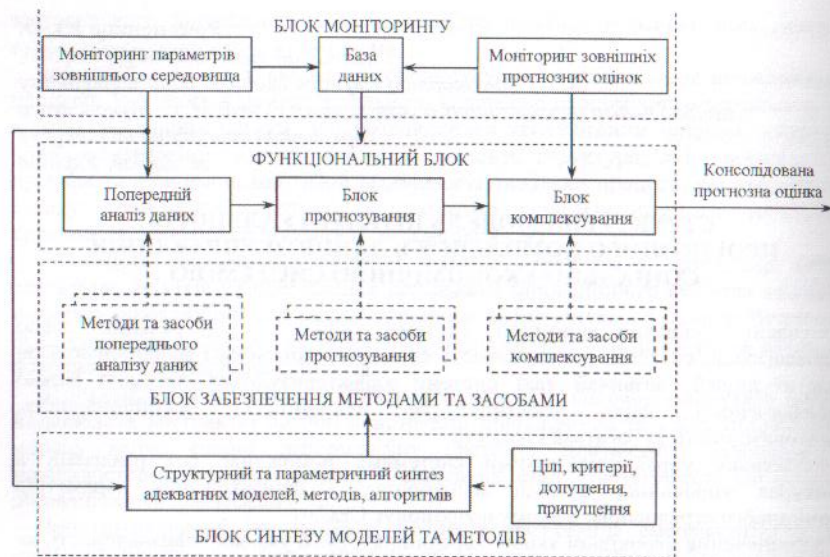 БЛОК МОНІТОРИНГУ
Моніторинг параметрів
зовнішнього середовища
База
даних
Моніторинг зовнішніх
прогнозних оцінок
ФУНКЦІОНАЛЬНИЙ БЛОК
Попередній
аналіз даних
Блок
прогнозування
Блок
комплексування
Консолідована
прогнозна оцінка
Методи та засоби
попереднього
аналізу даних
Методи та засоби
прогнозування
Методи та засоби
комплексування
БЛОК ЗАБЕЗПЕЧЕННЯ МЕТОДАМИ ТА ЗАСОБАМИ
Структурний та параметричний синтез
адекватних моделей, методів, алгоритмів
Цілі, критерії,
допущення,
припущення
БЛОК СИНТЕЗУ МОДЕЛЕЙ ТА МЕТОДІВ